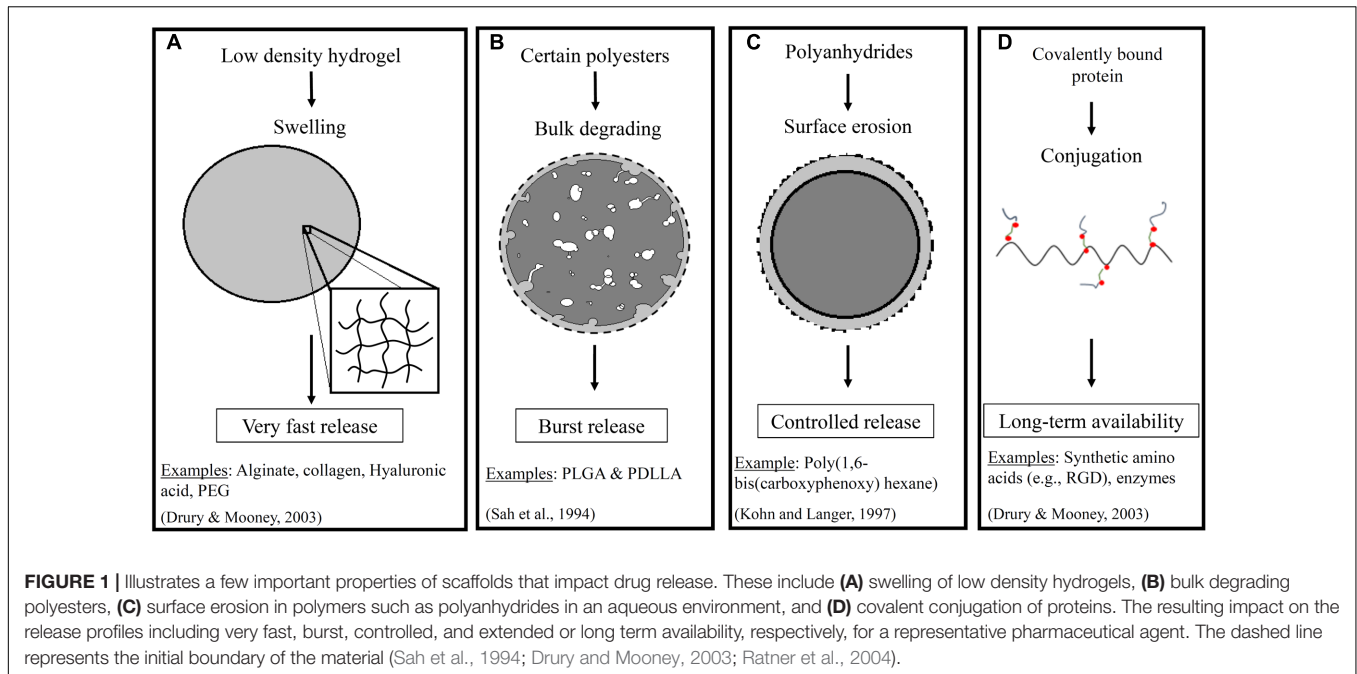 A
Low density hydrogel
Swelling
Very fast release
Examples: Alginate, collagen, Hyaluronic
acid, PEG
(Drury & Mooney, 2003)
B
Certain polyesters
Bulk degrading
Burst release
Examples: PLGA & PDLLA
(Sah et al., 1994)
C
Polyanhydrides
Surface erosion
Controlled release
Example: Poly(1,6-
bis(carboxyphenoxy) hexane)
(Kohn and Langer, 1997)
D
Covalently bound
protein
Conjugation
Long-term availability
Examples: Synthetic amino
acids (e.g., RGD), enzymes
(Drury & Mooney, 2003)
FIGURE 1 | Illustrates a few important properties of scaffolds that impact drug release. These include (A) swelling of low density hydrogels, (B) bulk degrading
polyesters, (C) surface erosion in polymers such as polyanhydrides in an aqueous environment, and (D) covalent conjugation of proteins. The resulting impact on the
release profiles including very fast, burst, controlled, and extended or long term availability, respectively, for a representative pharmaceutical agent. The dashed line
represents the initial boundary of the material (Sah et al., 1994; Drury and Mooney, 2003; Ratner et al., 2004).